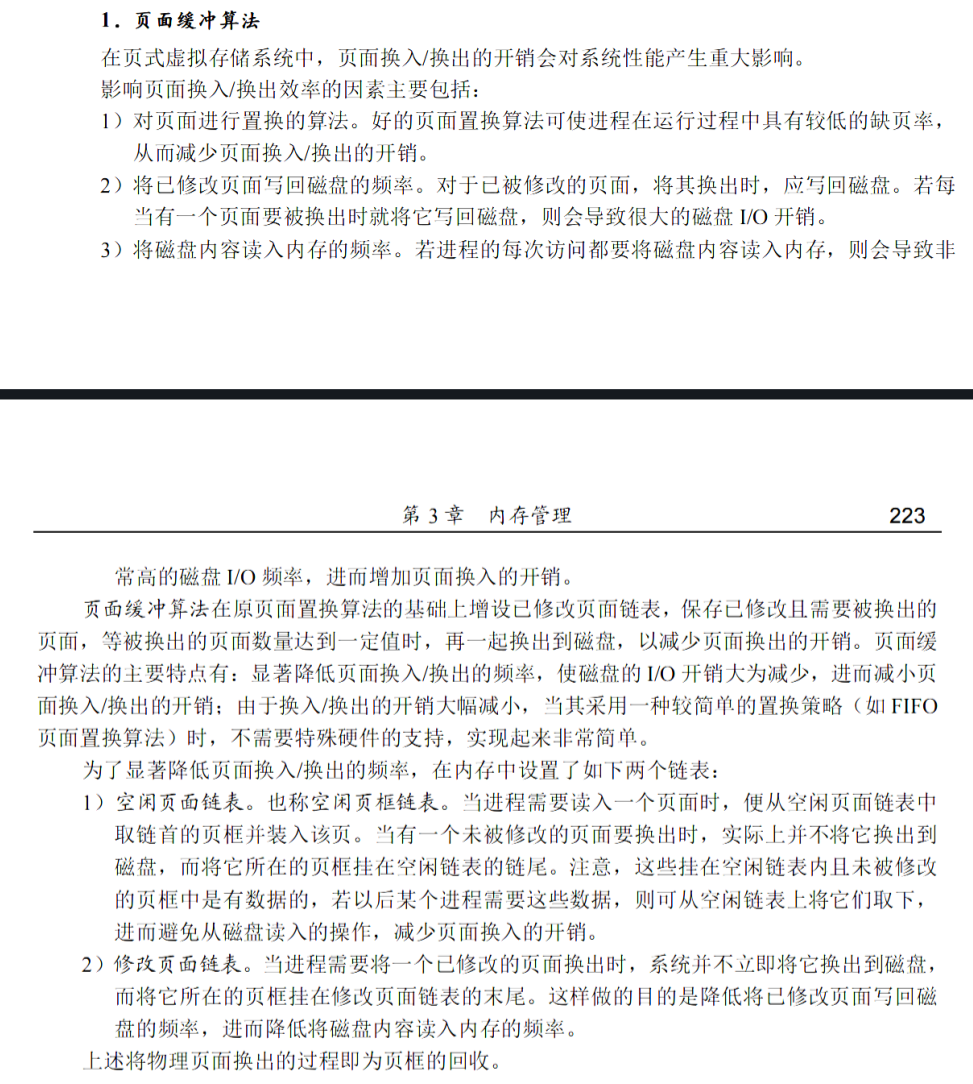 1．页面缓冲算法
在页式虚拟存储系统中，页面换入/换出的开销会对系统性能产生重大影响。
影响页面换入/换出效率的因素主要包括：
1）对页面进行置换的算法。好的页面置换算法可使进程在运行过程中具有较低的缺页率，
从而减少页面换入/换出的开销。
2）将已修改页面写回磁盘的频率。对于已被修改的页面，将其换出时，应写回磁盘。若每
当有一个页面要被换出时就将它写回磁盘，则会导致很大的磁盘 I/O 开销。
3）将磁盘内容读入内存的频率。若进程的每次访问都要将磁盘内容读入内存，则会导致非
第 3 章　内存管理 223
常高的磁盘 I/O 频率，进而增加页面换入的开销。
页面缓冲算法在原页面置换算法的基础上增设已修改页面链表，保存已修改且需要被换出的
页面，等被换出的页面数量达到一定值时，再一起换出到磁盘，以减少页面换出的开销。页面缓
冲算法的主要特点有：显著降低页面换入/换出的频率，使磁盘的 I/O 开销大为减少，进而减小页
面换入/换出的开销；由于换入/换出的开销大幅减小，当其采用一种较简单的置换策略（如 FIFO
页面置换算法）时，不需要特殊硬件的支持，实现起来非常简单。
为了显著降低页面换入/换出的频率，在内存中设置了如下两个链表：
1）空闲页面链表。也称空闲页框链表。当进程需要读入一个页面时，便从空闲页面链表中
取链首的页框并装入该页。当有一个未被修改的页面要换出时，实际上并不将它换出到
磁盘，而将它所在的页框挂在空闲链表的链尾。注意，这些挂在空闲链表内且未被修改
的页框中是有数据的，若以后某个进程需要这些数据，则可从空闲链表上将它们取下，
进而避免从磁盘读入的操作，减少页面换入的开销。
2）修改页面链表。当进程需要将一个已修改的页面换出时，系统并不立即将它换出到磁盘，
而将它所在的页框挂在修改页面链表的末尾。这样做的目的是降低将已修改页面写回磁
盘的频率，进而降低将磁盘内容读入内存的频率。
上述将物理页面换出的过程即为页框的回收。